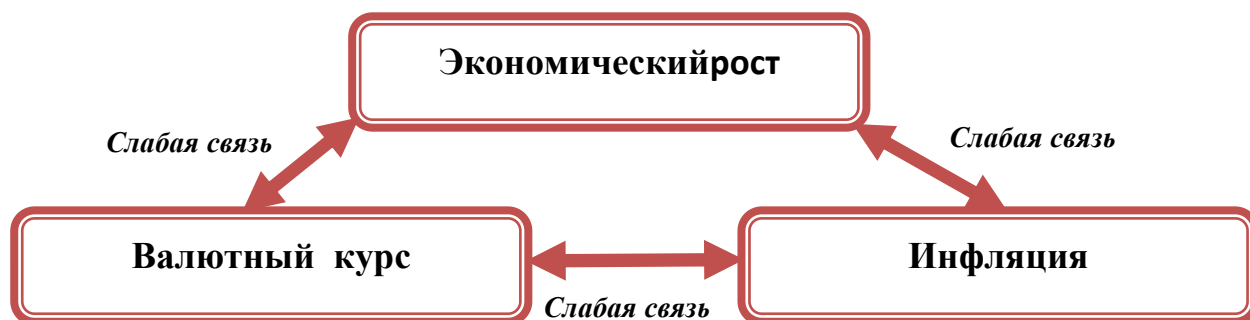 Экономическийрост
Слабая связь
Слабая связь
Валютный курс
Инфляция
Слабая связь